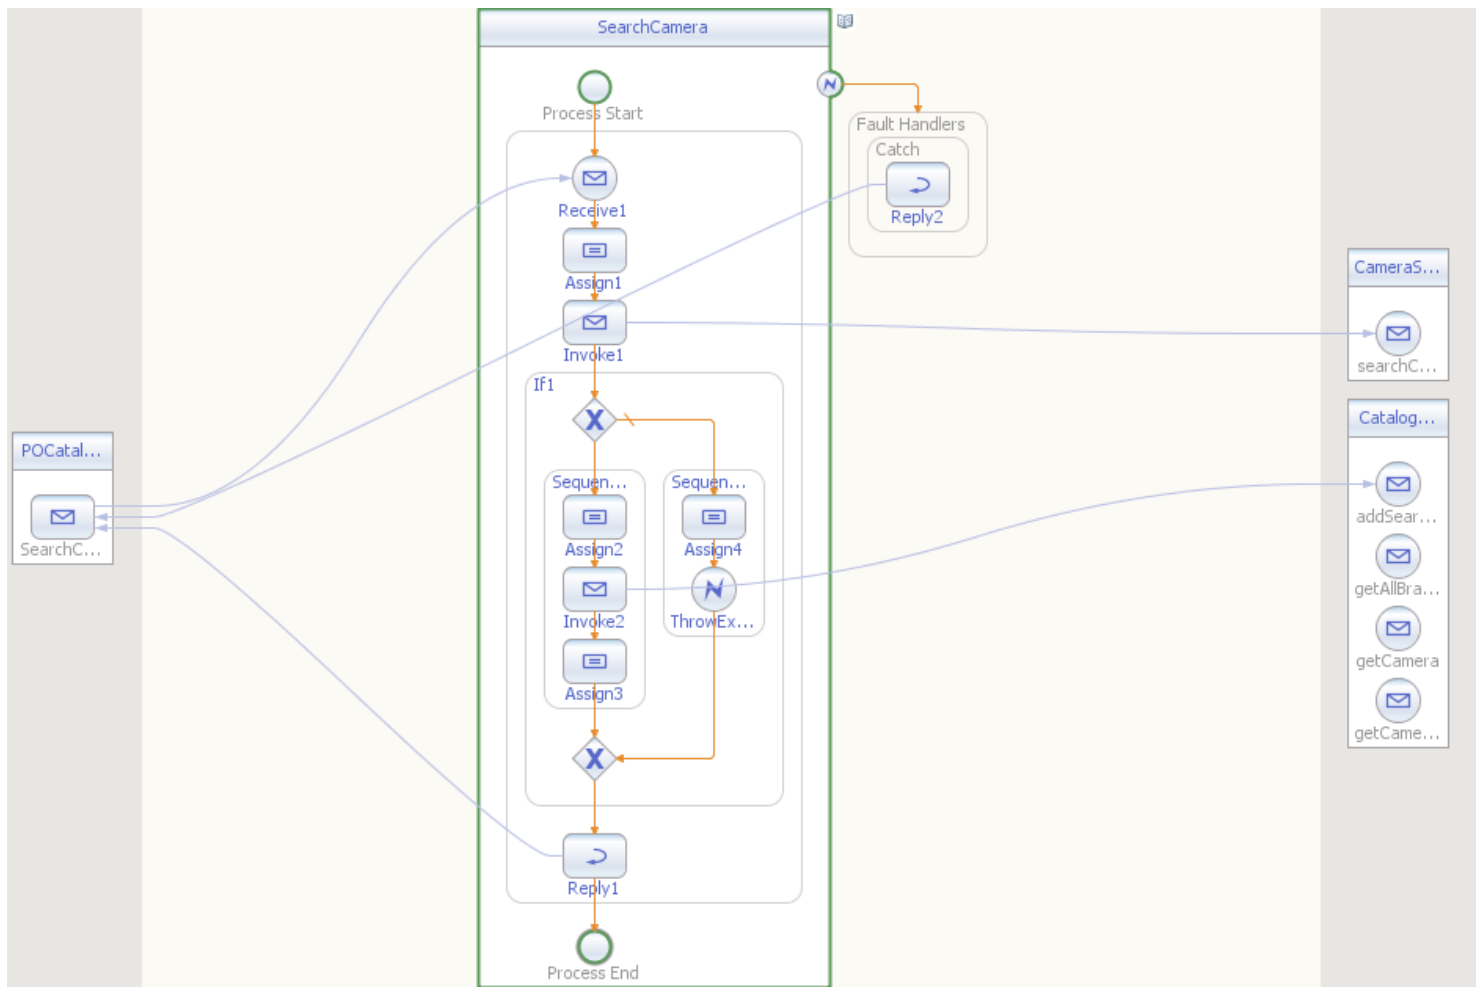 SearchCamera
Process Start
Fault Handlers
Catch
Reply2
Receive1
Assign1
Invoke1
CameraS...
searchC...
If1
Catalog...
POCatal...
SearchC...
Sequen...
Sequen...
Assign2
Assign4
addSear...
getAllBra...
Invoke2
ThrowEx...
getCamera
Assign3
getCame...
Reply1
Process End